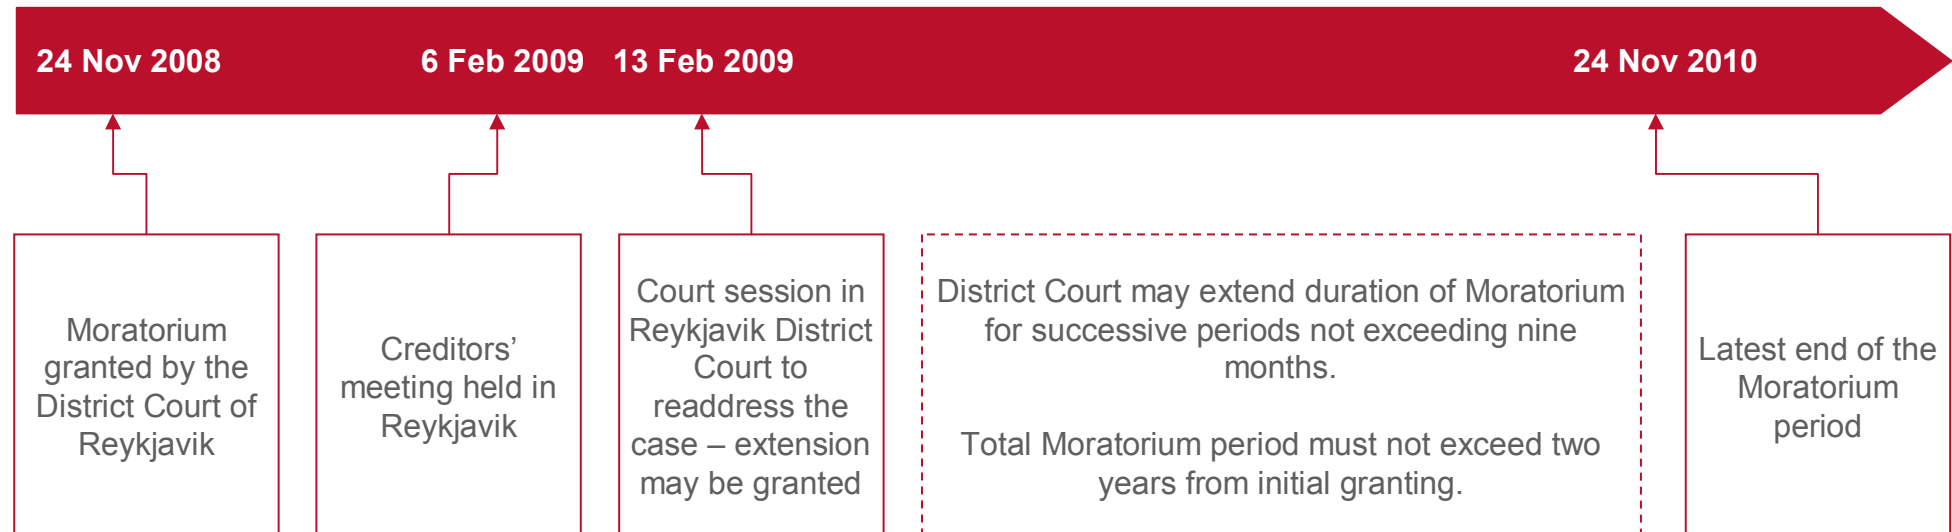 24 Nov 2008
6 Feb 2009
13 Feb 2009
24 Nov 2010
Moratorium
granted by the
District Court of
Reykjavik
Creditors’
meeting held in
Reykjavik
Court session in
Reykjavik District
Court to
readdress the
case – extension
may be granted
District Court may extend duration of Moratorium
for successive periods not exceeding nine
months.
Total Moratorium period must not exceed two
years from initial granting.
Latest end of the
Moratorium
period